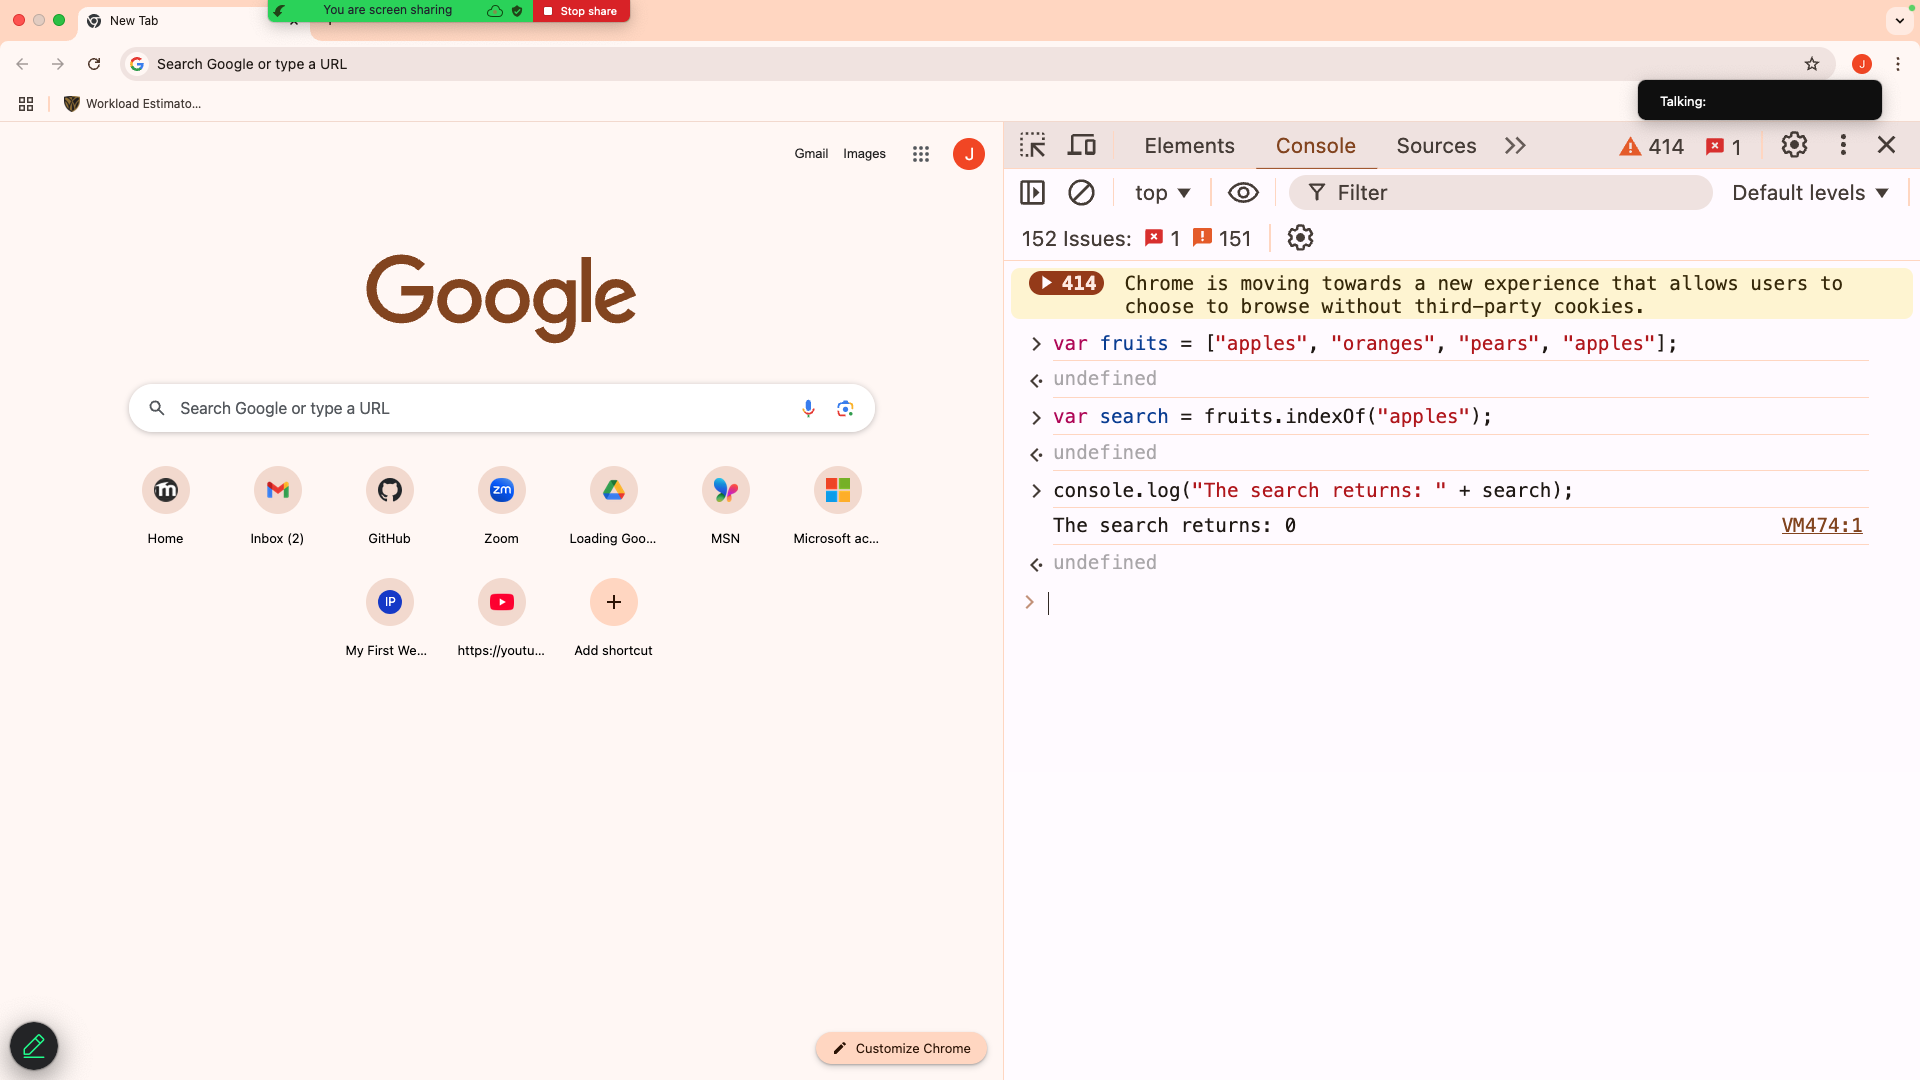 New Tab
You are screen sharing
Stop share
Search Google or type a URL
J
Workload Estimato...
Talking:
Gmail
Images
J
Google
Search Google or type a URL
Home
Inbox (2)
GitHub
zm
Zoom
Loading Goo...
MSN
Microsoft ac...
IP
My First We...
https://youtu...
Add shortcut
Customize Chrome
Elements
Console
Sources
414
1
top
Filter
Default levels
152 Issues:
1
151
414
Chrome is moving towards a new experience that allows users to
choose to browse without third-party cookies.
var fruits = ["apples", "oranges", "pears", "apples"];
undefined
var search = fruits.indexOf("apples");
undefined
console.log("The search returns: " + search);
The search returns: 0
VM474:1
undefined